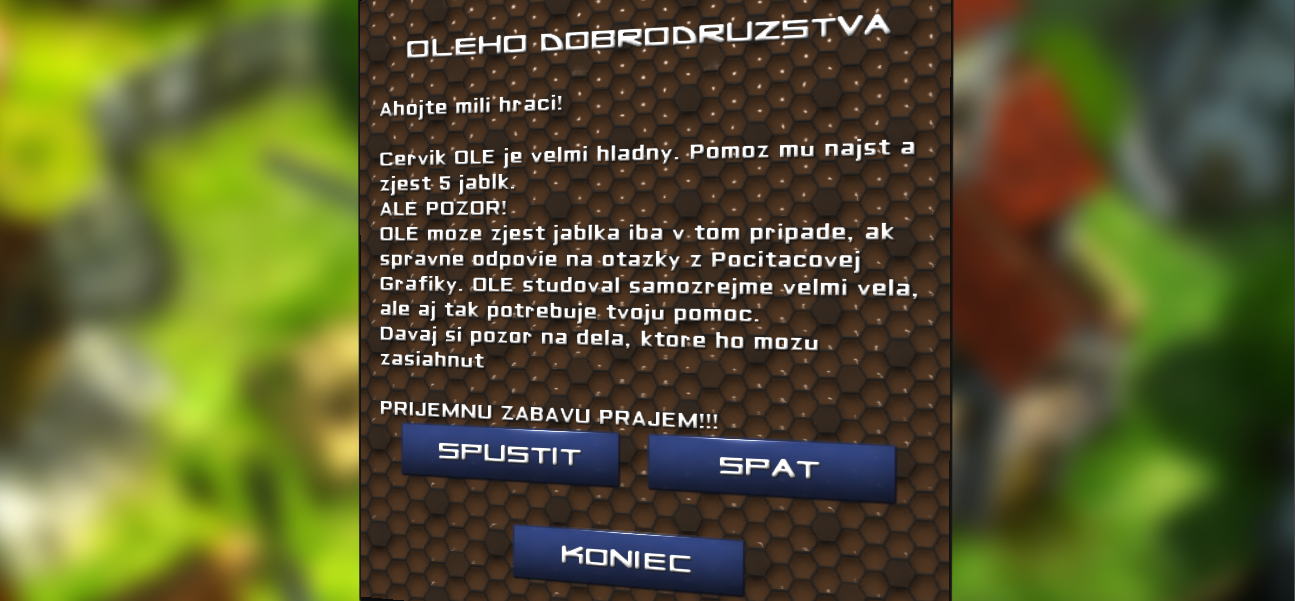 OLEHO DOBRODRUZSTVA
Ahojte mili hraci!
Cervik OLE je velmi hladny. Pomoz mu najst a
zjest 5 jablk.
ALE POZOR!
OLE moze zjest jablka iba v tom pripade, ak
spravne odpovie na otazky z Pocitacovej
Grafiky. OLE studoval samozrejme velmi vela,
ale aj tak potrebuje tvoju pomoc.
Davaj si pozor na dela, ktore ho mozu
zasiahnut
PRIJEMNU ZABAVU PRAJEM!!!
SPUSTIT
SPAT
KONIEC